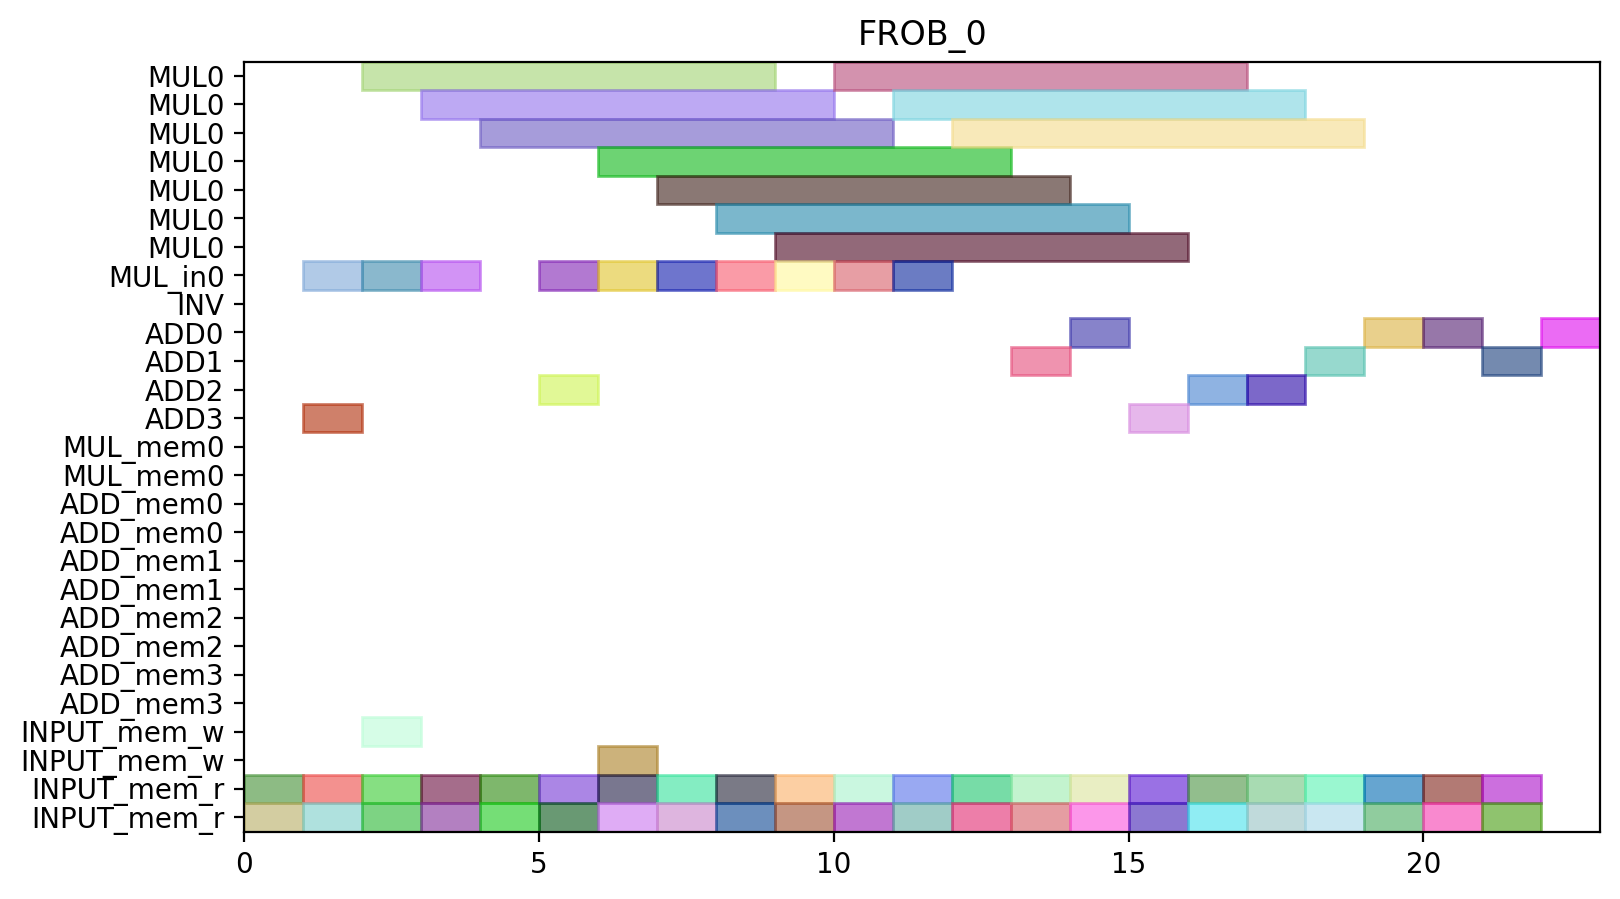 FROB_0
MUL0
MUL0
MUL0
MUL0
MUL0
MUL0
MUL0
MUL_in0
INV
ADD0
ADD1
ADD2
ADD3
MUL_mem0
MUL_mem0
ADD_mem0
ADD_mem0
ADD_mem1
ADD_mem1
ADD_mem2
ADD_mem2
ADD_mem3
ADD_mem3
INPUT_mem_w
INPUT_mem_w
INPUT_mem_r
INPUT_mem_r
0 5 10 15 20